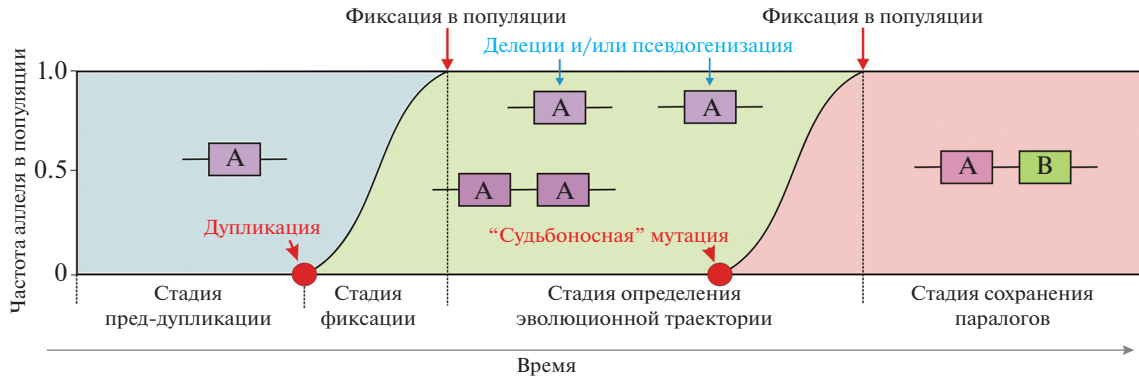 Фиксация в популяции
Фиксация в популяции
Делеции и/или псевдогенизация
Частота аллеля в популяции
1.0
0.5
0
A
A
A
A
A
A
B
Дупликация
“Судьбоносная” мутация
Стадия
пред-дупликации
Стадия
фиксации
Стадия определения
эволюционной траектории
Стадия сохранения
паралогов
Время